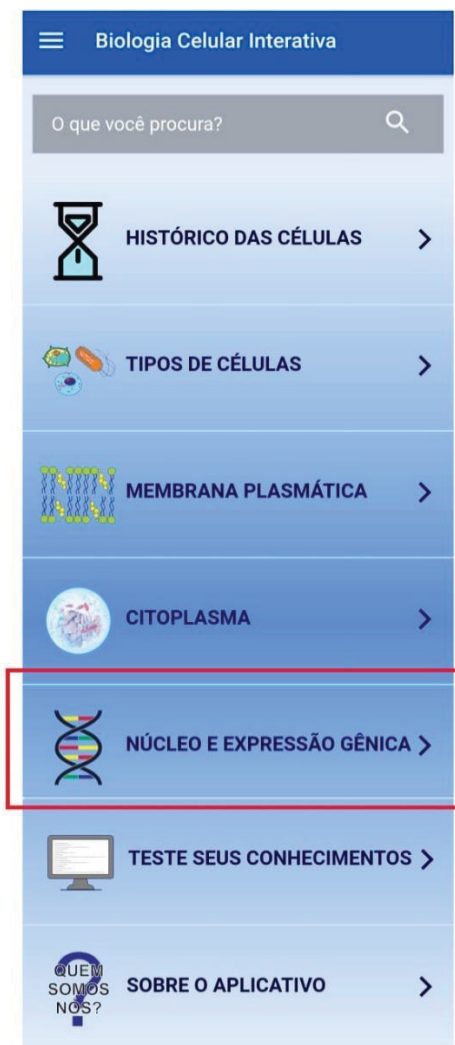 Biologia Celular Interativa
O que você procura?
HISTÓRICO DAS CÉLULAS
TIPOS DE CÉLULAS
MEMBRANA PLASMÁTICA
CITOPLASMA
NÚCLEO E EXPRESSÃO GÊNICA
TESTE SEUS CONHECIMENTOS
QUEM
SOMOS
NÓS?
SOBRE O APLICATIVO